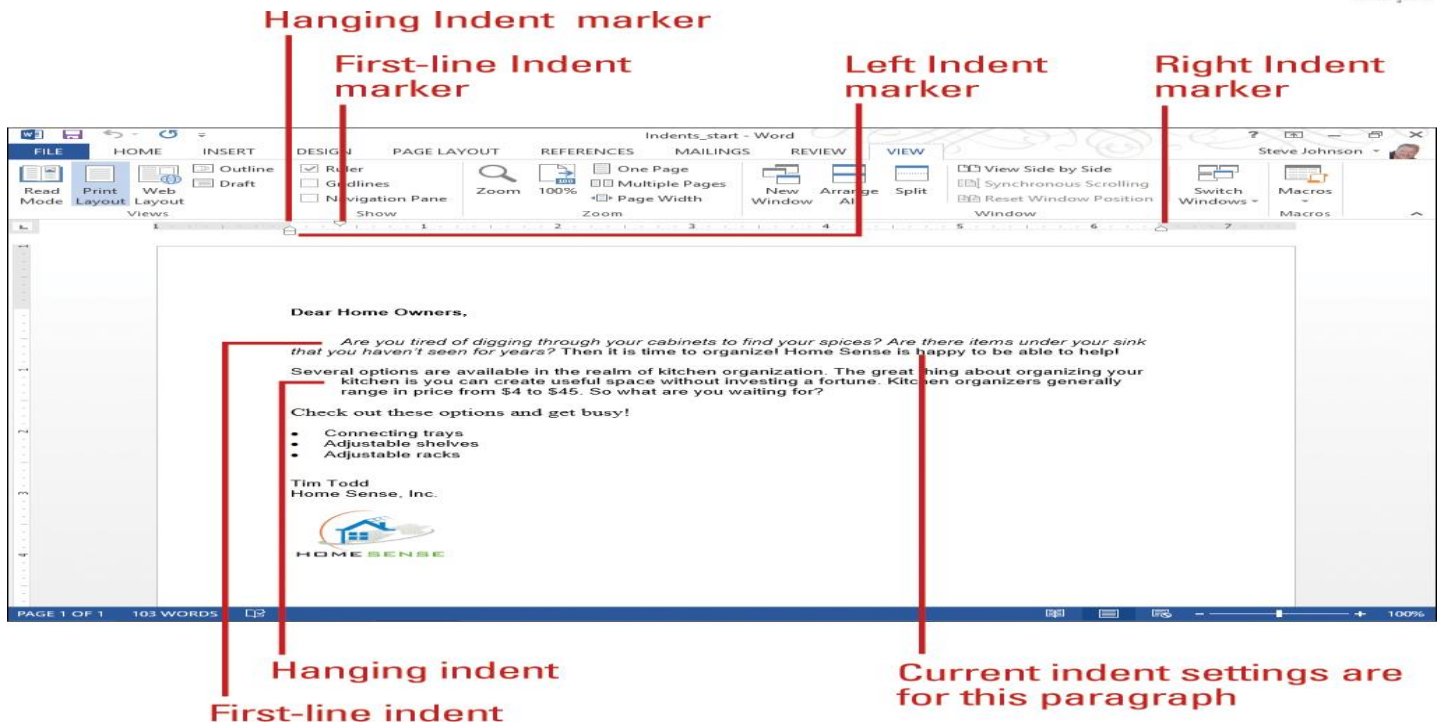 Hanging Indent marker
First-line Indent
marker
Left Indent
marker
Right Indent
marker
Indents_start - Word
FILE HOME INSERT DESIGN PAGE LAYOUT REFERENCES MAILINGS REVIEW VIEW Steve Johnson
Read
Mode
Print
Layout
Web
Layout
Outline
Draft
Views
Ruler
Gridlines
Navigation Pane
Show
Zoom
100%
One Page
Multiple Pages
Page Width
Zoom
New
Window
Arrange
All
Split
View Side by Side
Synchronous Scrolling
Reset Window Position
Window
Switch
Windows
Macros
Macros
1 1 2 3 4 5 6 7
Dear Home Owners,
Are you tired of digging through your cabinets to find your spices? Are there items under your sink
that you haven't seen for years? Then it is time to organize! Home Sense is happy to be able to help!
Several options are available in the realm of kitchen organization. The great thing about organizing your
kitchen is you can create useful space without investing a fortune. Kitchen organizers generally
range in price from $4 to $45. So what are you waiting for?
Check out these options and get busy!
• Connecting trays
• Adjustable shelves
• Adjustable racks
Tim Todd
Home Sense, Inc.
HOME SENSE
PAGE 1 OF 1 103 WORDS 100%
Hanging indent
First-line indent
Current indent settings are
for this paragraph